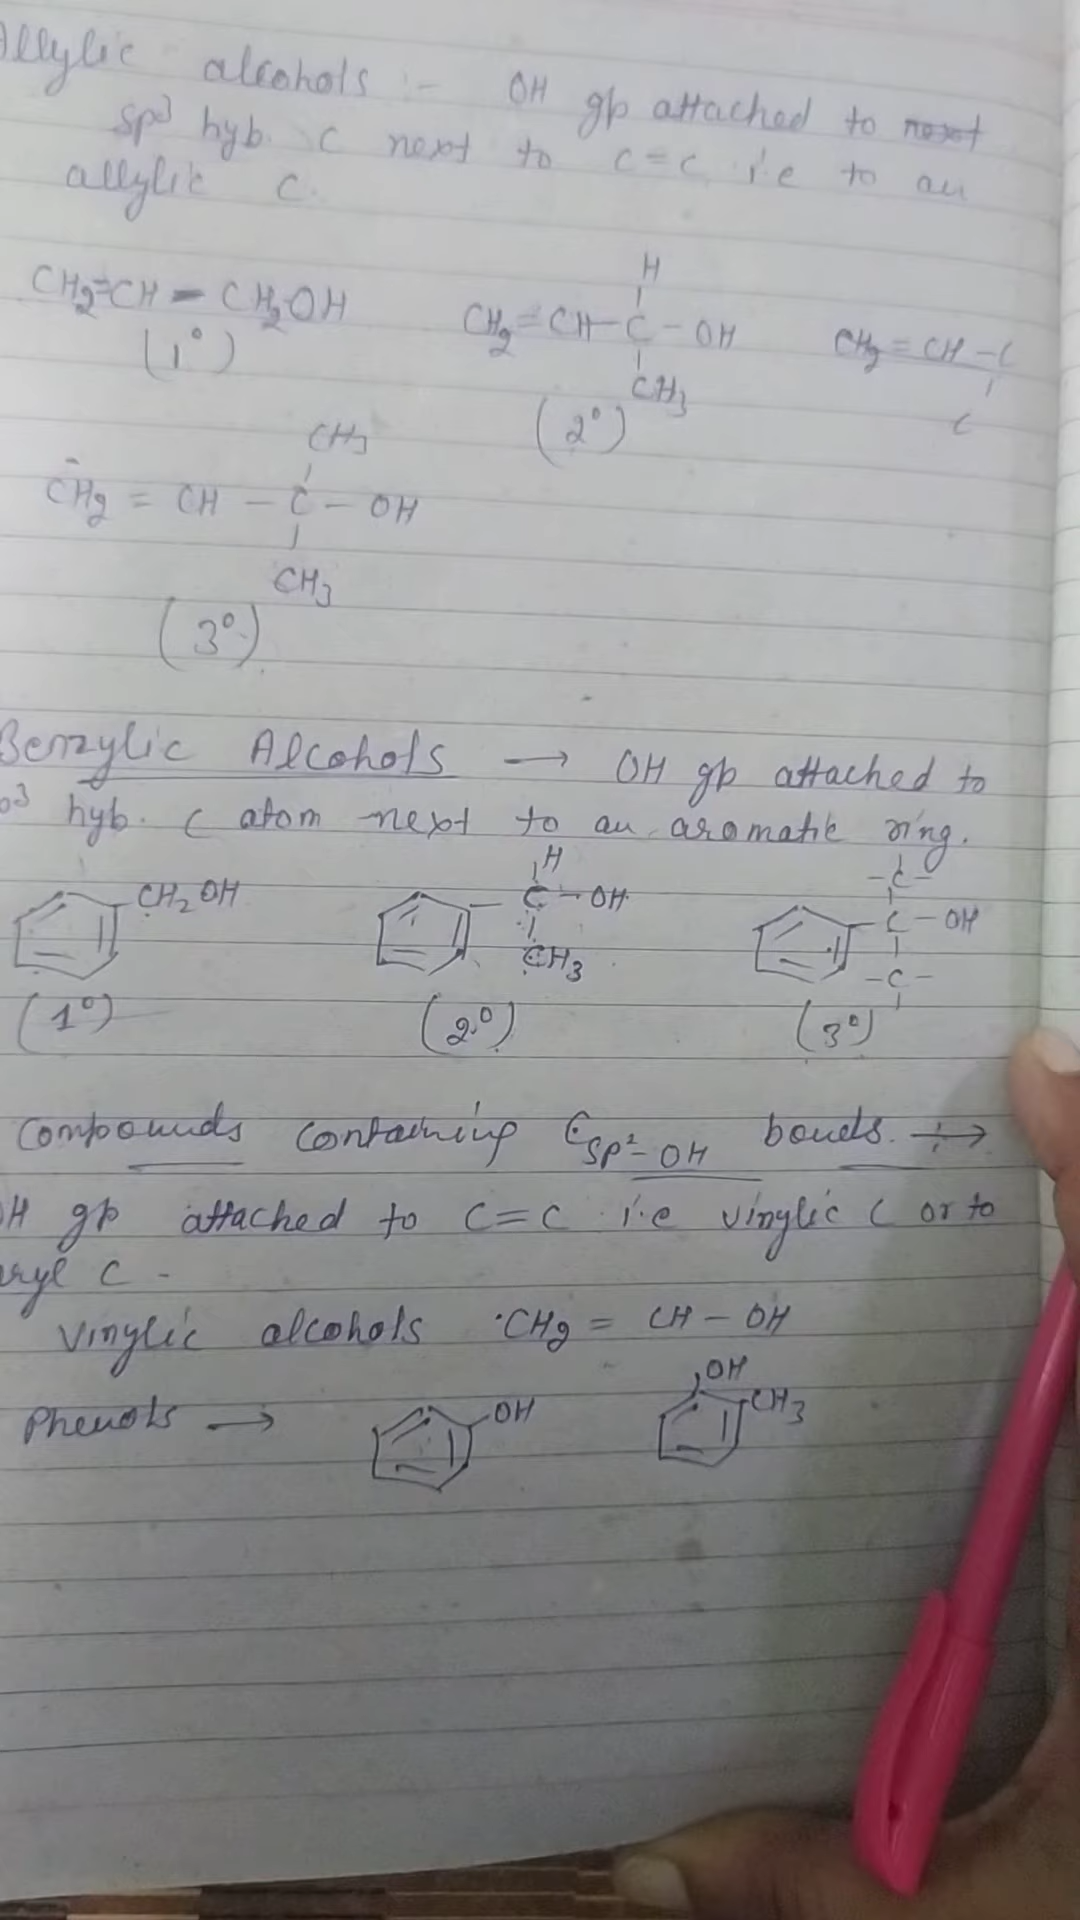 Allylic alcohols :- OH gp attached to next
sp3 hyb. C next to C=C i.e to an
allylic C.
CH2=CH-CH2OH
(1°)
H
CH2=CH-C-OH
CH3
(2°)
CH2=CH-C
C
CH3
CH2 = CH - C - OH
CH3
(3°)
Benzylic Alcohols → OH gp attached to
sp3 hyb. C atom next to an aromatic ring.
CH2OH
(1°)
H
C-OH
CH3
(2°)
-C-
C-OH
-C-
(3°)
Compounds containing Csp2-OH bonds →
OH gp attached to C=C i.e vinylic C or to
aryl C -
Vinylic alcohols CH2 = CH - OH
Phenols → OH
OH
CH3